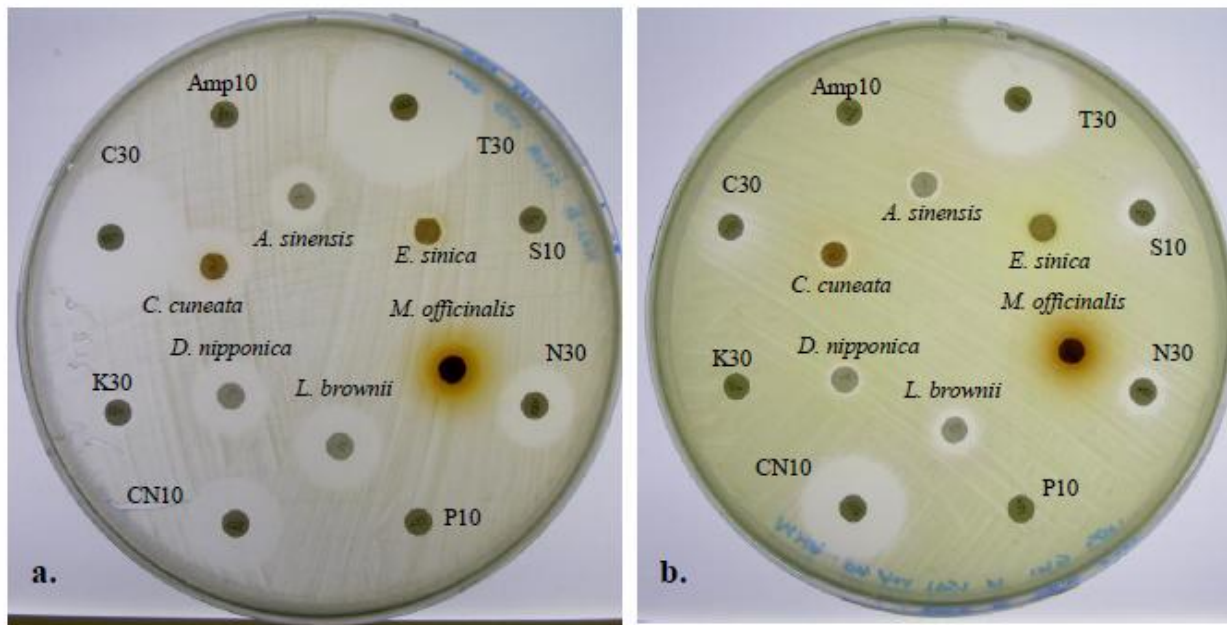 Amp10
T30
C30
A. sinensis
E. sinica
S10
C. cuneata
M. officinalis
D. nipponica
N30
K30
L. brownii
CN10
P10
a.
Amp10
T30
C30
A. sinensis
S10
E. sinica
C. cuneata
M. officinalis
D. nipponica
N30
K30
L. brownii
CN10
P10
b.